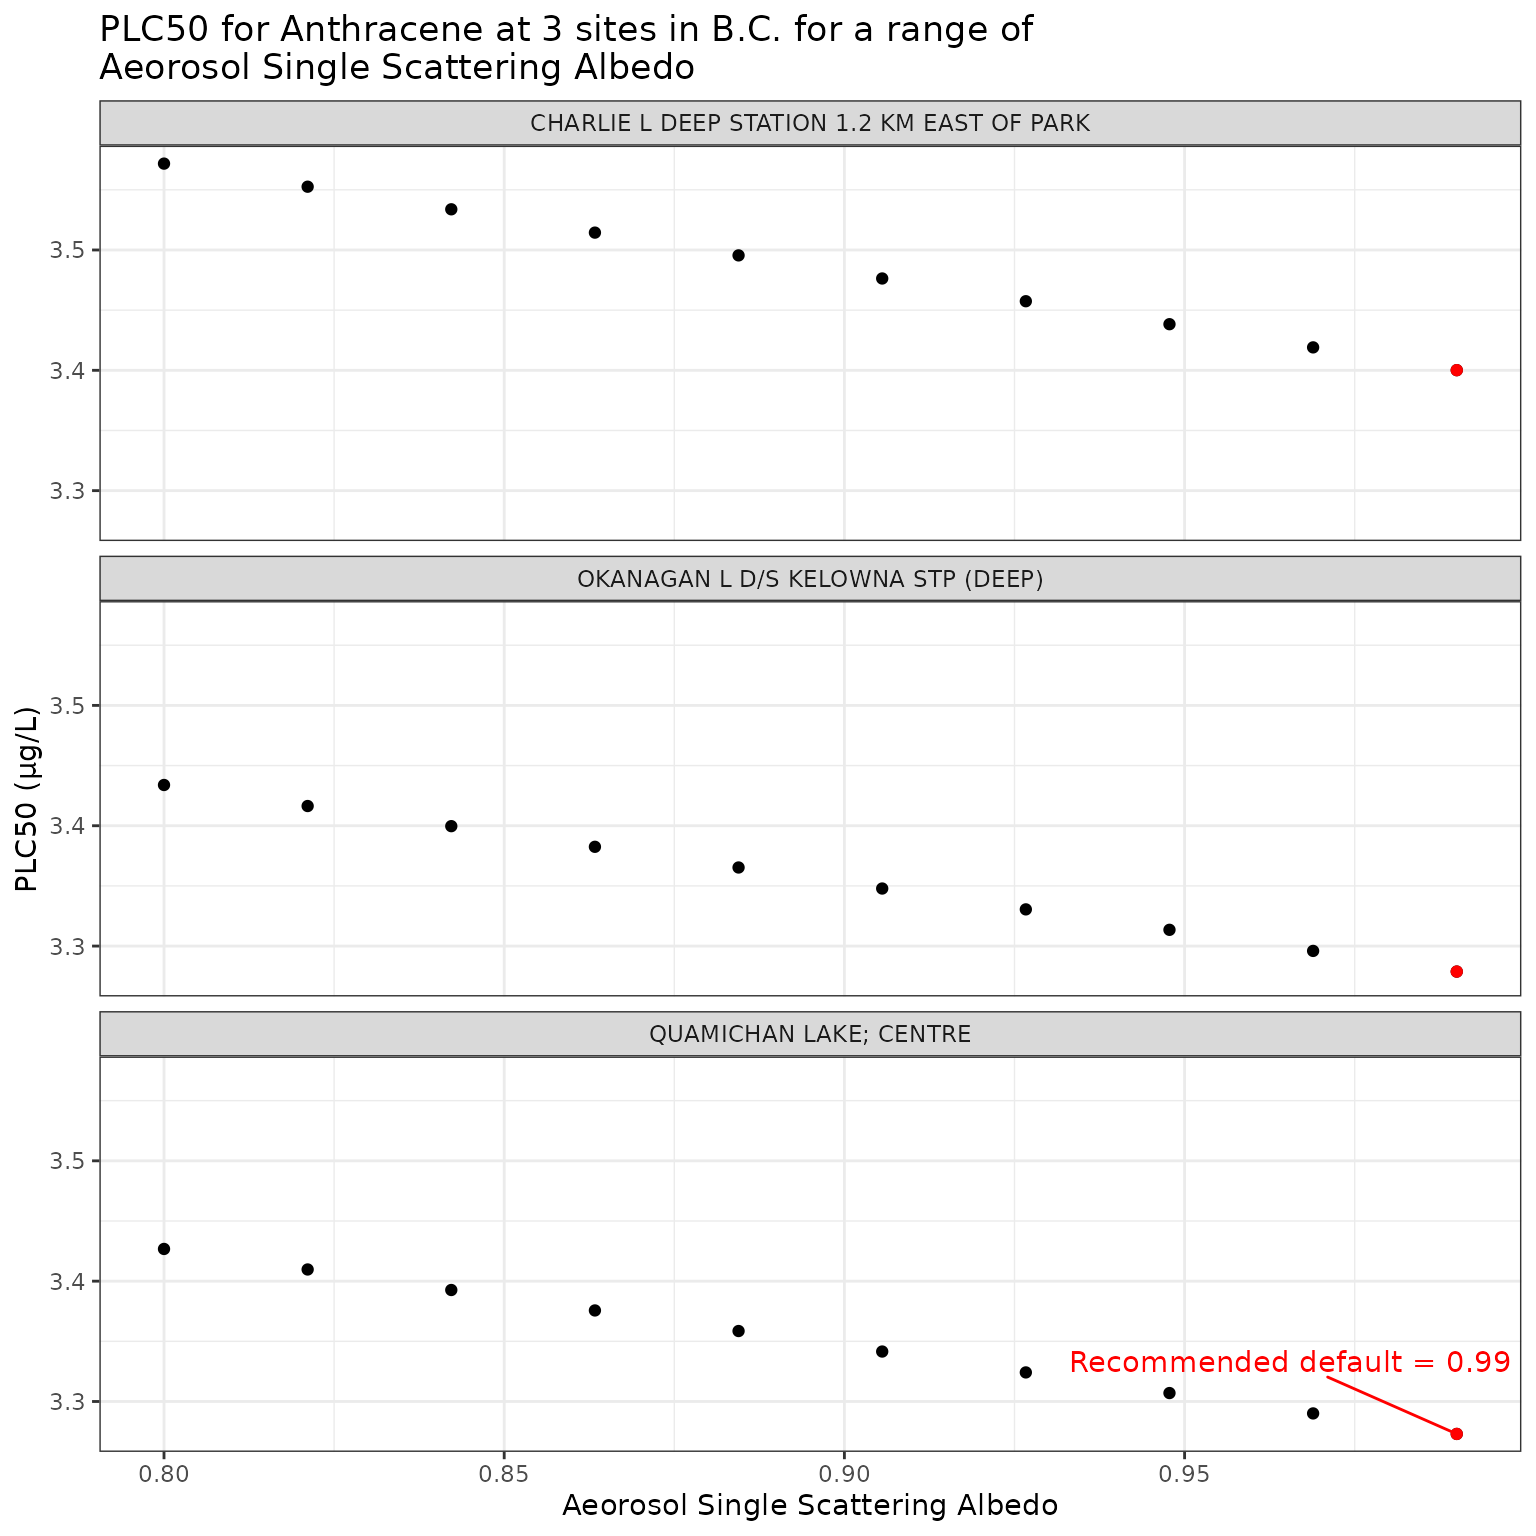 PLC50 for Anthracene at 3 sites in B.C. for a range of
Aeorosol Single Scattering Albedo
CHARLIE L DEEP STATION 1.2 KM EAST OF PARK
3.5
3.4
3.3
OKANAGAN L D/S KELOWNA STP (DEEP)
3.5
3.4
3.3
PLC50 (µg/L)
QUAMICHAN LAKE; CENTRE
3.5
3.4
3.3
Recommended default = 0.99
0.80 0.85 0.90 0.95
Aeorosol Single Scattering Albedo